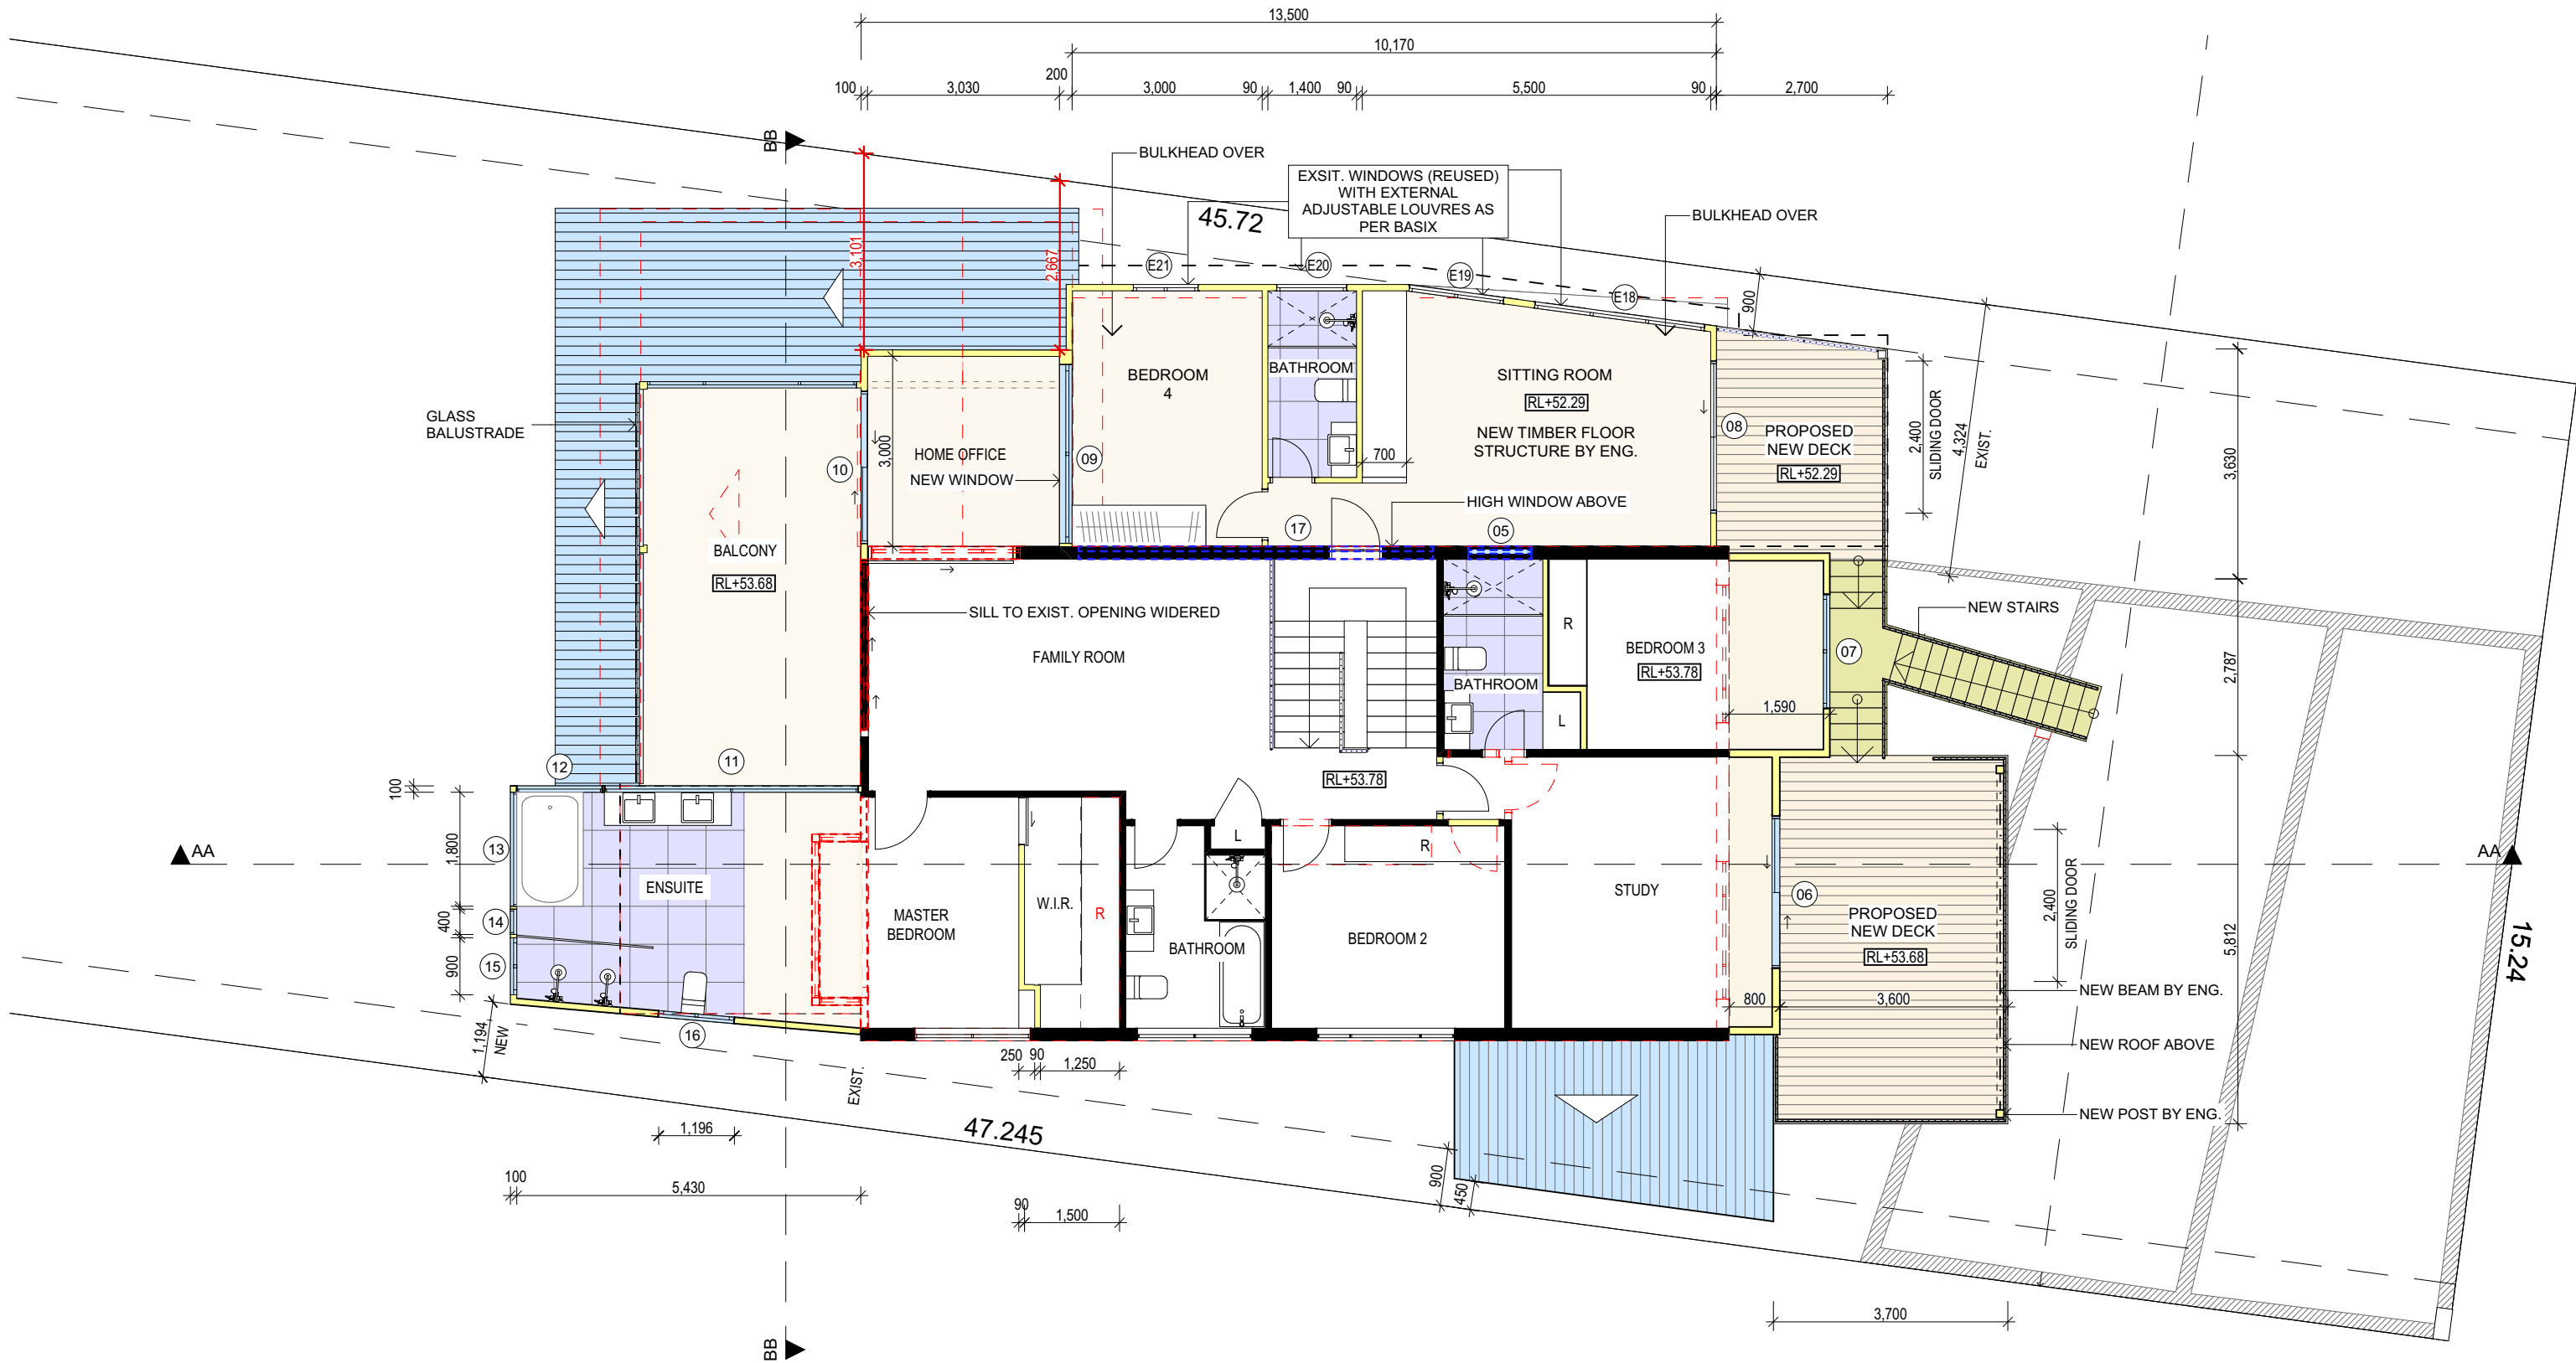 13,500
10,170
200
100
3,030
3,000
90
1,400
90
5,500
90
2,700
BB
BULKHEAD OVER
EXSIT. WINDOWS (REUSED)
WITH EXTERNAL
ADJUSTABLE LOUVRES AS
PER BASIX
BULKHEAD OVER
45.72
3,101
2,667
E21
E20
E19
E18
900
4,324
EXIST.
GLASS
BALUSTRADE
BEDROOM
4
BATHROOM
SITTING ROOM
RL+52.29
NEW TIMBER FLOOR
STRUCTURE BY ENG.
08
PROPOSED
NEW DECK
RL+52.29
2,400
SLIDING DOOR
3,630
10
3,000
HOME OFFICE
NEW WINDOW
09
700
HIGH WINDOW ABOVE
17
05
BALCONY
RL+53.68
SILL TO EXIST. OPENING WIDERED
FAMILY ROOM
R
BEDROOM 3
RL+53.78
BATHROOM
L
07
NEW STAIRS
2,787
1,590
12
11
RL+53.78
100
1,800
13
AA
400
14
900
15
ENSUITE
MASTER
BEDROOM
W.I.R.
R
L
BATHROOM
R
BEDROOM 2
STUDY
06
PROPOSED
NEW DECK
RL+53.68
2,400
SLIDING DOOR
AA
5,812
15.24
800
3,600
NEW BEAM BY ENG.
NEW ROOF ABOVE
NEW POST BY ENG.
1,194
NEW
16
EXIST.
250
90
1,250
1,196
47.245
100
5,430
90
1,500
900
450
3,700
BB